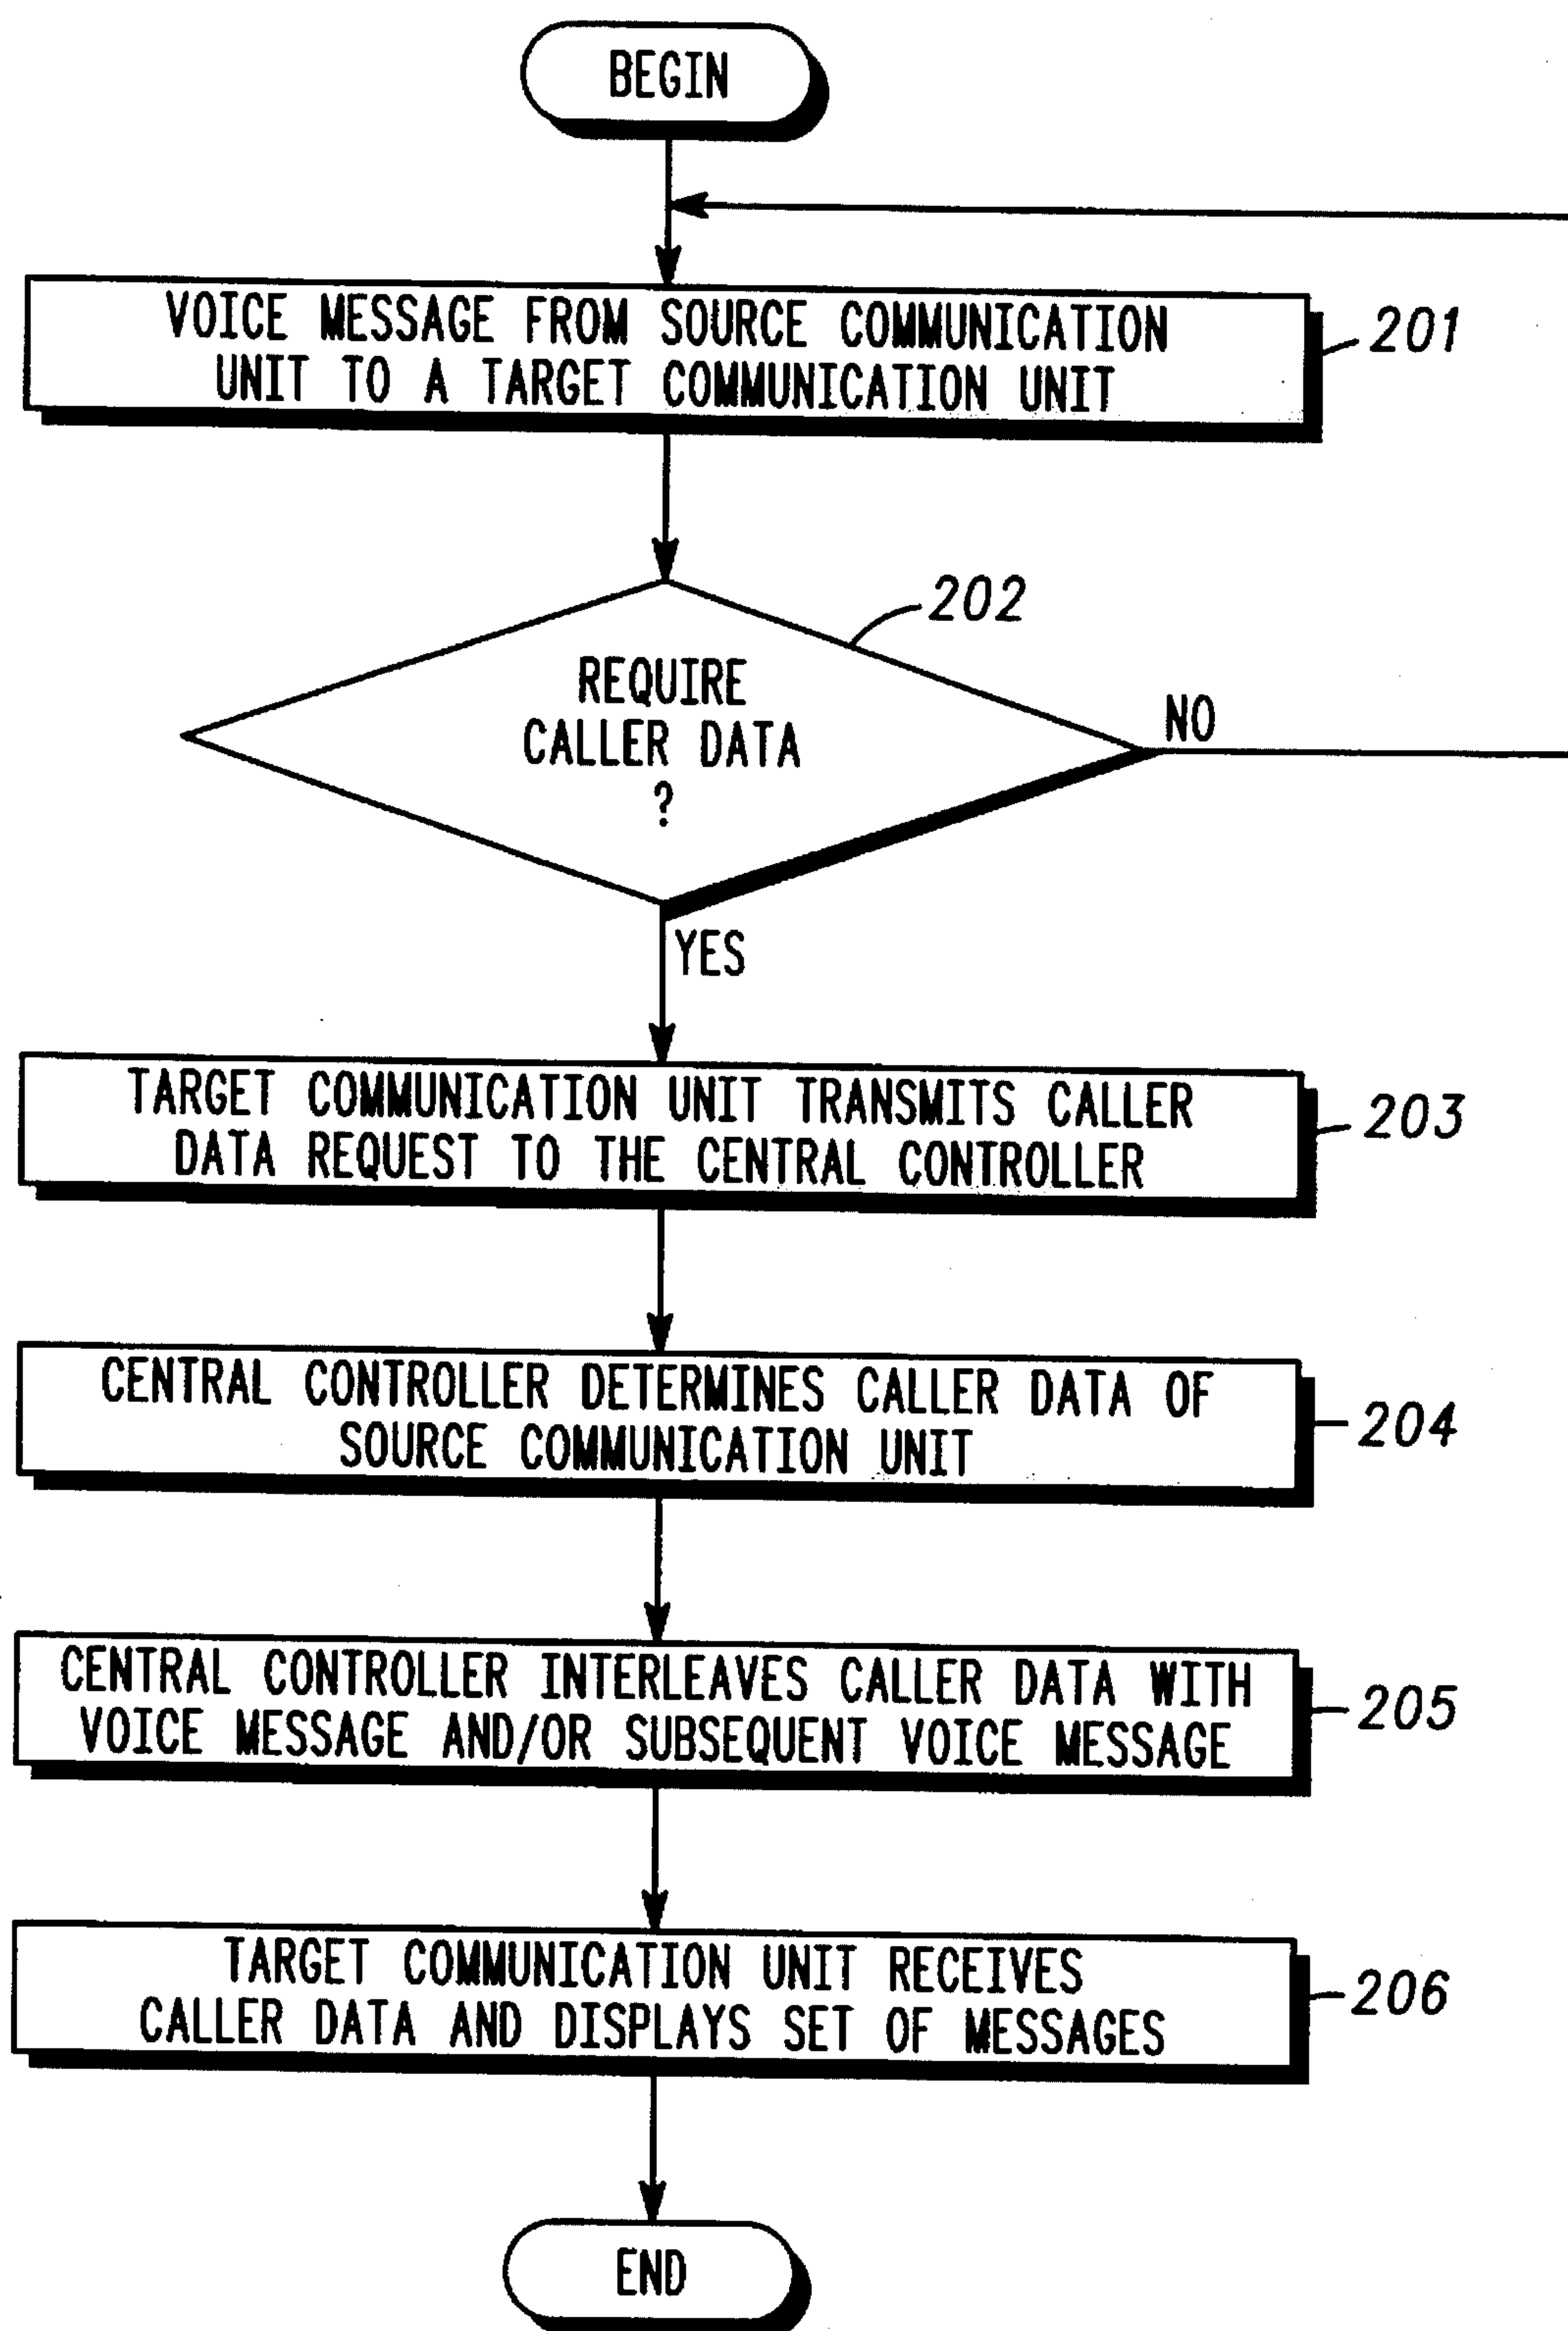 BEGIN
VOICE MESSAGE FROM SOURCE COMMUNICATION
UNIT TO A TARGET COMMUNICATION UNIT
201
202
REQUIRE
CALLER DATA
?
NO
YES
TARGET COMMUNICATION UNIT TRANSMITS CALLER
DATA REQUEST TO THE CENTRAL CONTROLLER
203
CENTRAL CONTROLLER DETERMINES CALLER DATA OF
SOURCE COMMUNICATION UNIT
204
CENTRAL CONTROLLER INTERLEAVES CALLER DATA WITH
VOICE MESSAGE AND/OR SUBSEQUENT VOICE MESSAGE
205
TARGET COMMUNICATION UNIT RECEIVES
CALLER DATA AND DISPLAYS SET OF MESSAGES
206
END